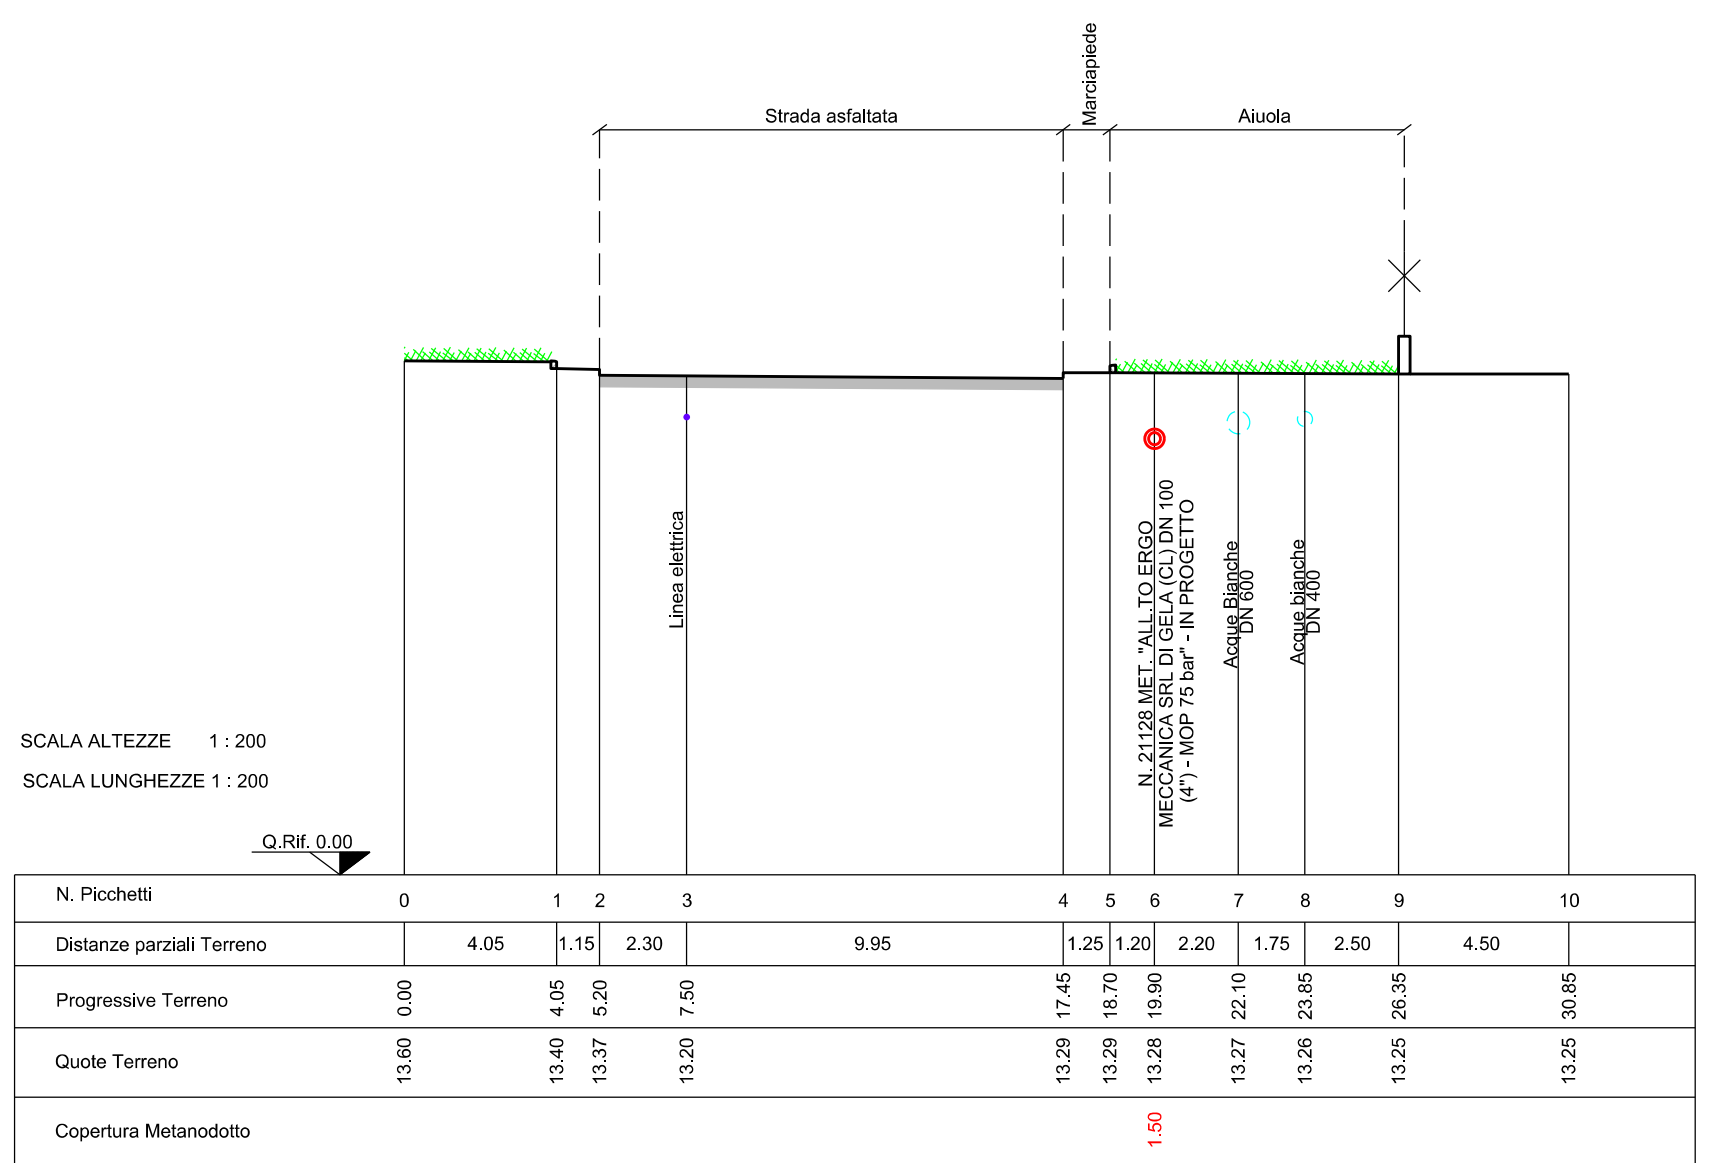 Marciapiede
Strada asfaltata
Aiuola
Linea elettrica
N. 21128 MET. "ALL.TO ERGO
MECCANICA SRL DI GELA (CL) DN 100
(4") - MOP 75 bar" - IN PROGETTO
Acque Bianche
DN 600
Acque bianche
DN 400
SCALA ALTEZZE 1 : 200
SCALA LUNGHEZZE 1 : 200
Q.Rif. 0.00
N. Picchetti 0 1 2 3 4 5 6 7 8 9 10
Distanze parziali Terreno 4.05 1.15 2.30 9.95 1.25 1.20 2.20 1.75 2.50 4.50
Progressive Terreno 0.00 4.05 5.20 7.50 17.45 18.70 19.90 22.10 23.85 26.35 30.85
Quote Terreno 13.60 13.40 13.37 13.20 13.29 13.29 13.28 13.27 13.26 13.25 13.25
Copertura Metanodotto 1.50